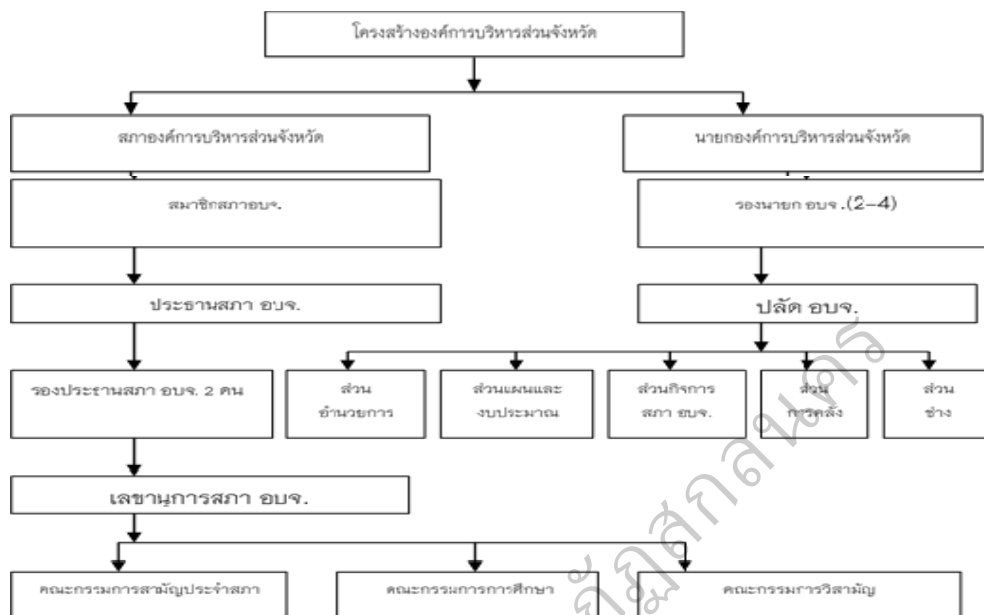 โครงสร้างองค์การบริหารส่วนจังหวัด
สภาองค์การบริหารส่วนจังหวัด
นายกองค์การบริหารส่วนจังหวัด
สมาชิกสภาอบจ.
รองนายก อบจ .(2-4)
ประธานสภา อบจ.
ปลัด อบจ.
รองประธานสภา อบจ. 2 คน
ส่วน
อำนวยการ
ส่วนแผนและ
งบประมาณ
ส่วนกิจการ
สภา อบจ.
ส่วน
การคลัง
ส่วน
ช่าง
เลขานุการสภา อบจ.
คณะกรรมการสามัญประจำสภา
คณะกรรมการการศึกษา
คณะกรรมการวิสามัญ